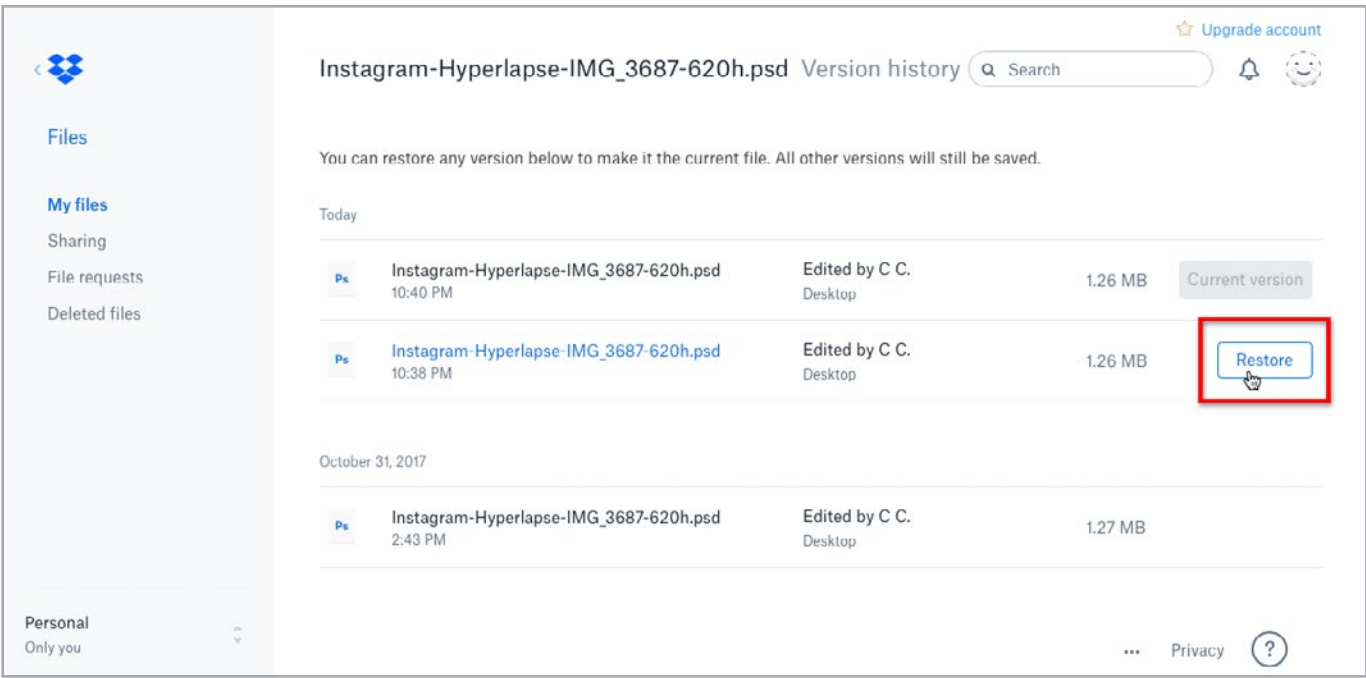 Upgrade account
Instagram-Hyperlapse-IMG_3687-620h.psd Version history
Search
Files
You can restore any version below to make it the current file. All other versions will still be saved.
My files
Sharing
File requests
Deleted files
Today
Ps Instagram-Hyperlapse-IMG_3687-620h.psd Edited by C C. 1.26 MB Current version
10:40 PM Desktop
Ps Instagram-Hyperlapse-IMG_3687-620h.psd Edited by C C. 1.26 MB Restore
10:38 PM Desktop
October 31, 2017
Ps Instagram-Hyperlapse-IMG_3687-620h.psd Edited by C C. 1.27 MB
2:43 PM Desktop
Personal
Only you
... Privacy ?